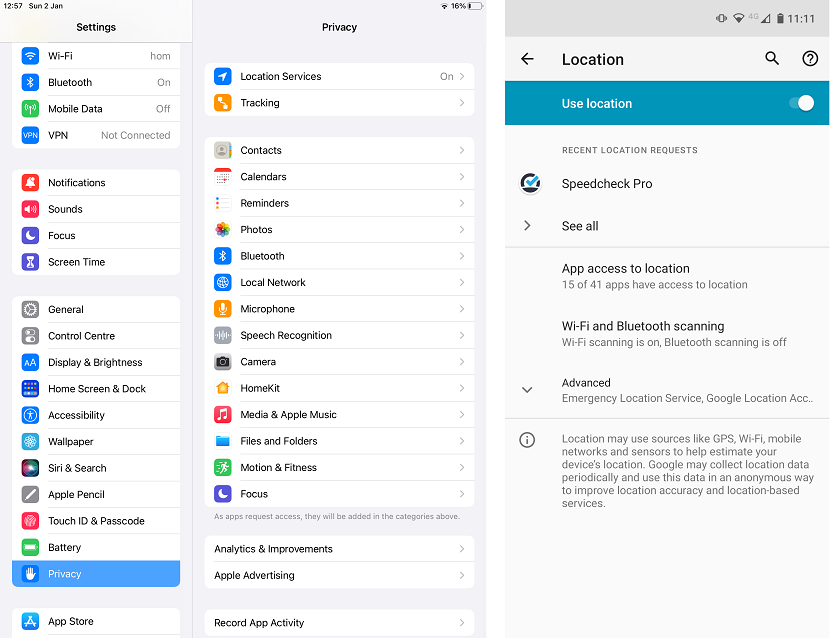 12:57 Sun 2 Jan
16%
Settings
Wi-Fi hom
Bluetooth On
Mobile Data Off
VPN VPN Not Connected
Notifications
Sounds
Focus
Screen Time
General
Control Centre
AA Display & Brightness
Home Screen & Dock
Accessibility
Wallpaper
Siri & Search
Apple Pencil
Touch ID & Passcode
Battery
Privacy
App Store
Privacy
Location Services On
Tracking
Contacts
Calendars
Reminders
Photos
Bluetooth
Local Network
Microphone
Speech Recognition
Camera
HomeKit
Media & Apple Music
Files and Folders
Motion & Fitness
Focus
As apps request access, they will be added in the categories above.
Analytics & Improvements
Apple Advertising
Record App Activity
4G 11:11
Location
Use location
RECENT LOCATION REQUESTS
Speedcheck Pro
See all
App access to location
15 of 41 apps have access to location
Wi-Fi and Bluetooth scanning
Wi-Fi scanning is on, Bluetooth scanning is off
Advanced
Emergency Location Service, Google Location Acc..
Location may use sources like GPS, Wi-Fi, mobile
networks and sensors to help estimate your
device's location. Google may collect location data
periodically and use this data in an anonymous way
to improve location accuracy and location-based
services.